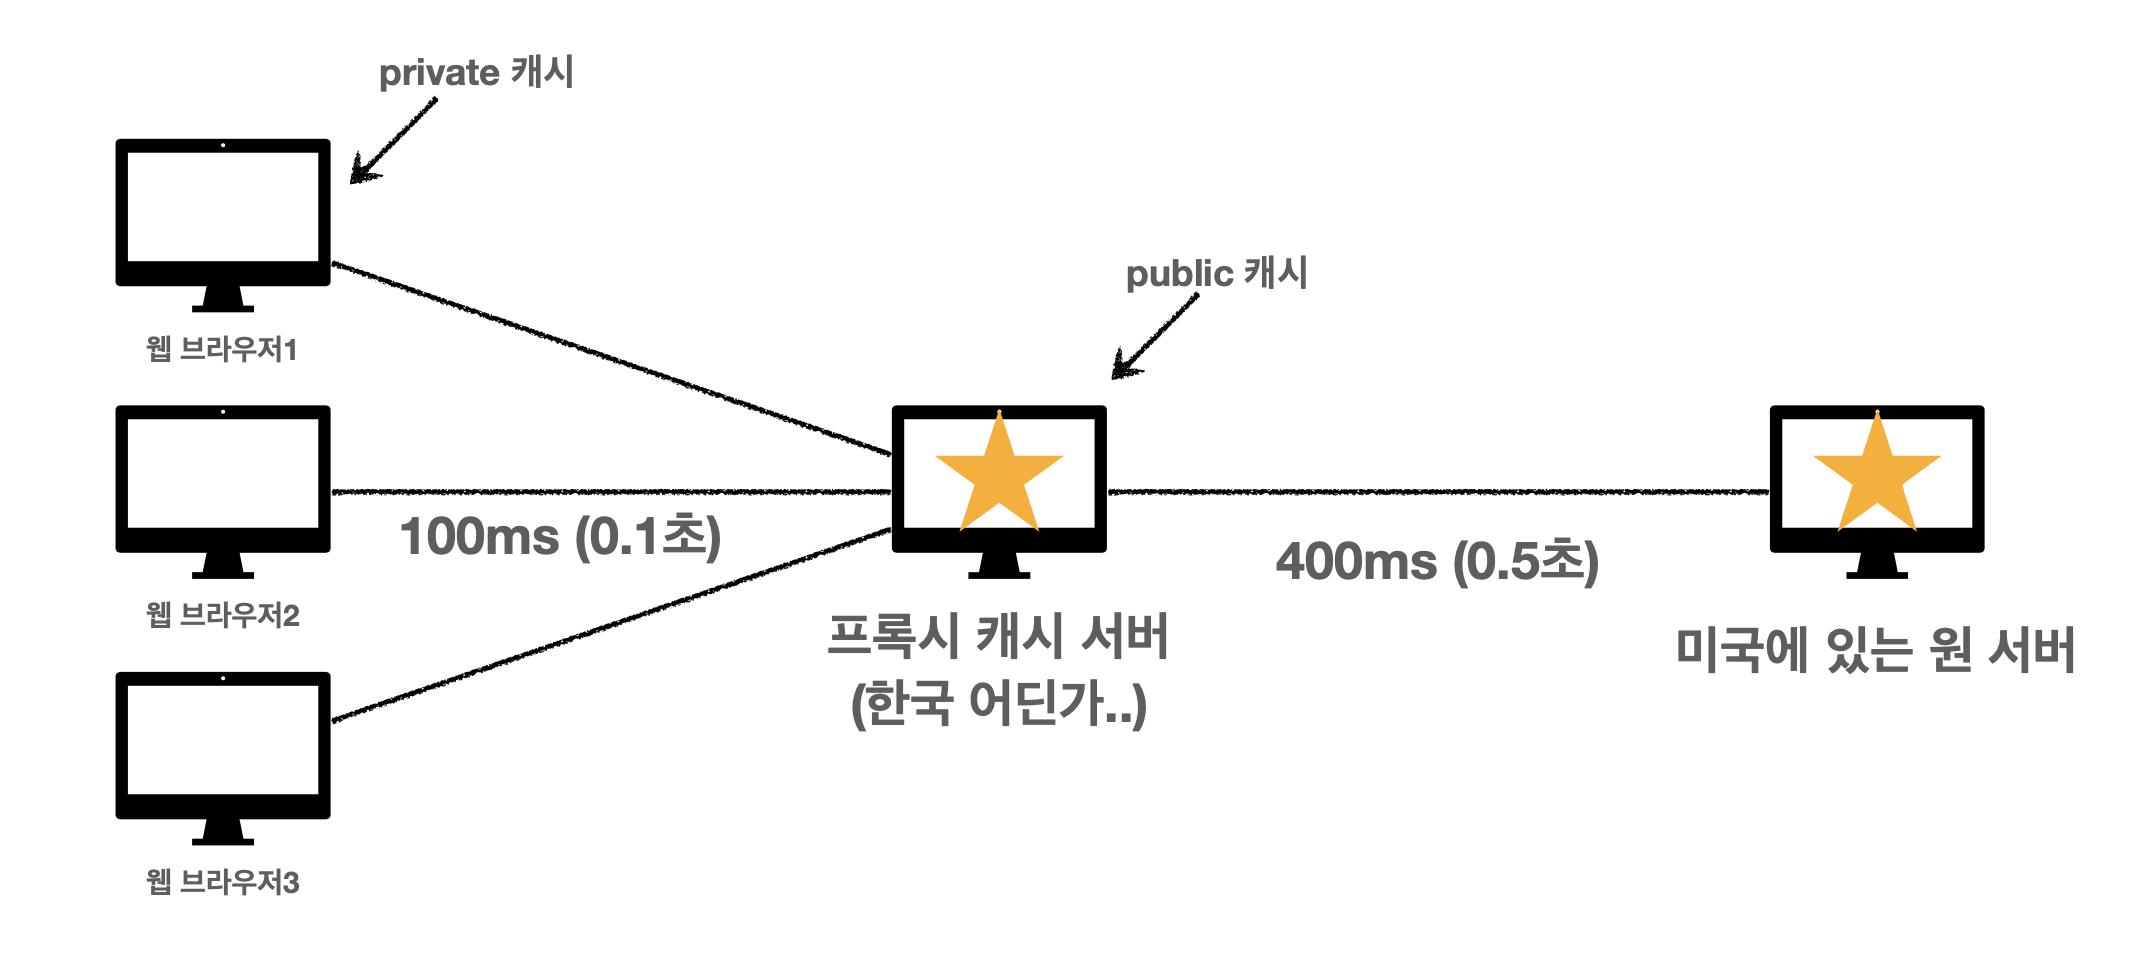 private 캐시
public 캐시
웹 브라우저1
웹 브라우저2
100ms (0.1초)
400ms (0.5초)
프록시 캐시 서버
(한국 어딘가..)
미국에 있는 원 서버
웹 브라우저3